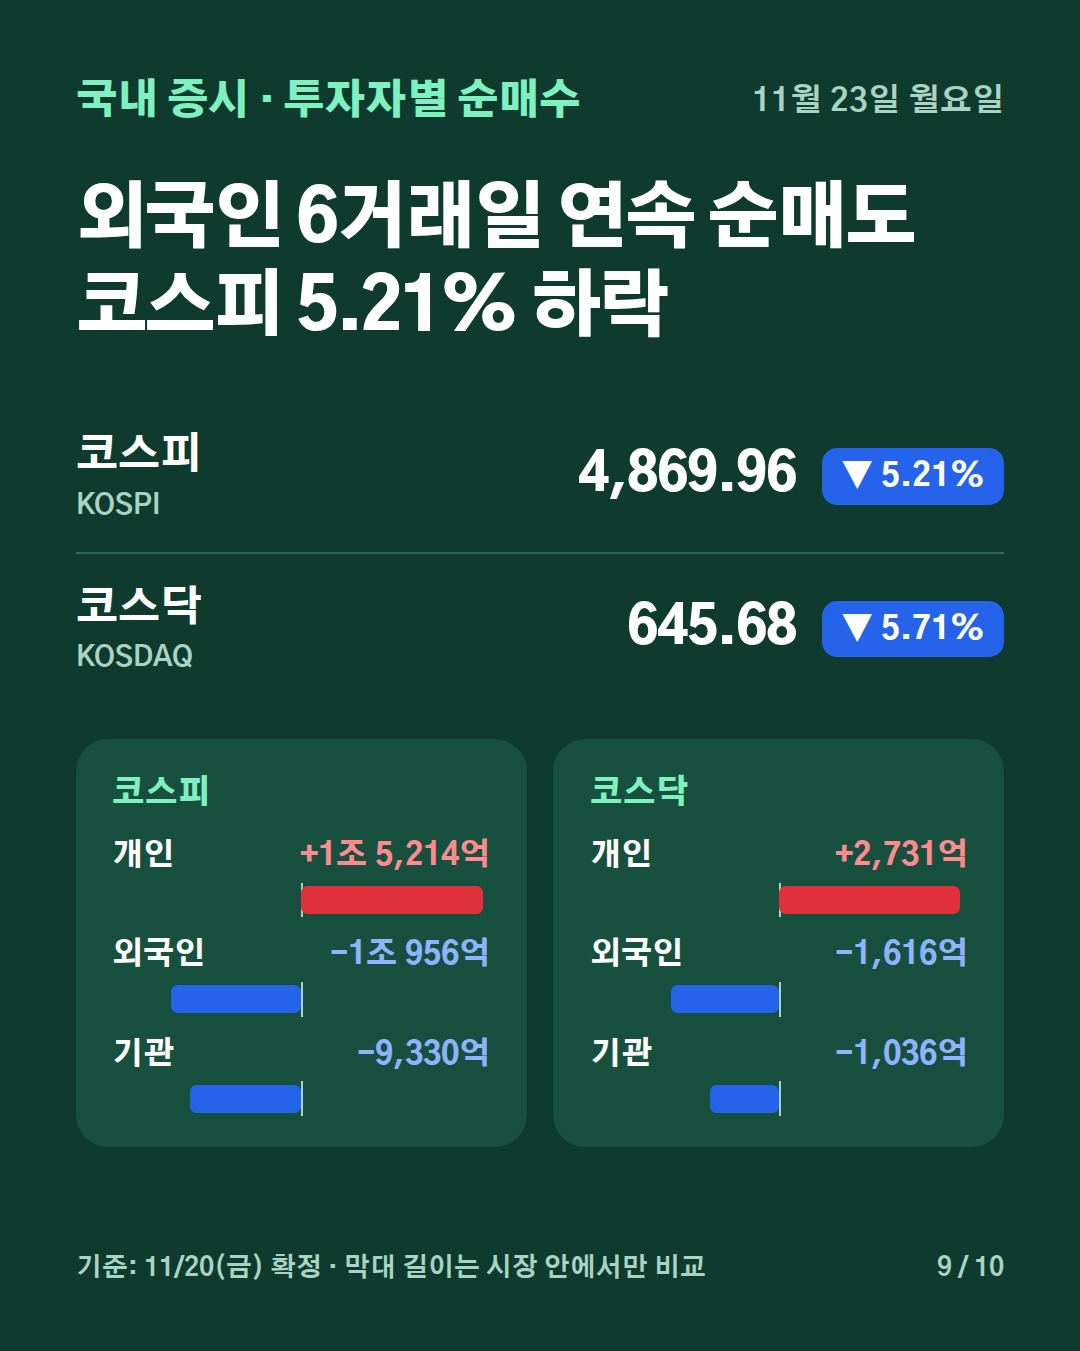 국내 증시 · 투자자별 순매수
11월 23일 월요일
외국인 6거래일 연속 순매도
코스피 5.21% 하락
코스피
KOSPI
4,869.96
▼ 5.21%
코스닥
KOSDAQ
645.68
▼ 5.71%
코스피
개인 +1조 5,214억
외국인 −1조 956억
기관 −9,330억
코스닥
개인 +2,731억
외국인 −1,616억
기관 −1,036억
기준: 11/20(금) 확정 · 막대 길이는 시장 안에서만 비교
9 / 10